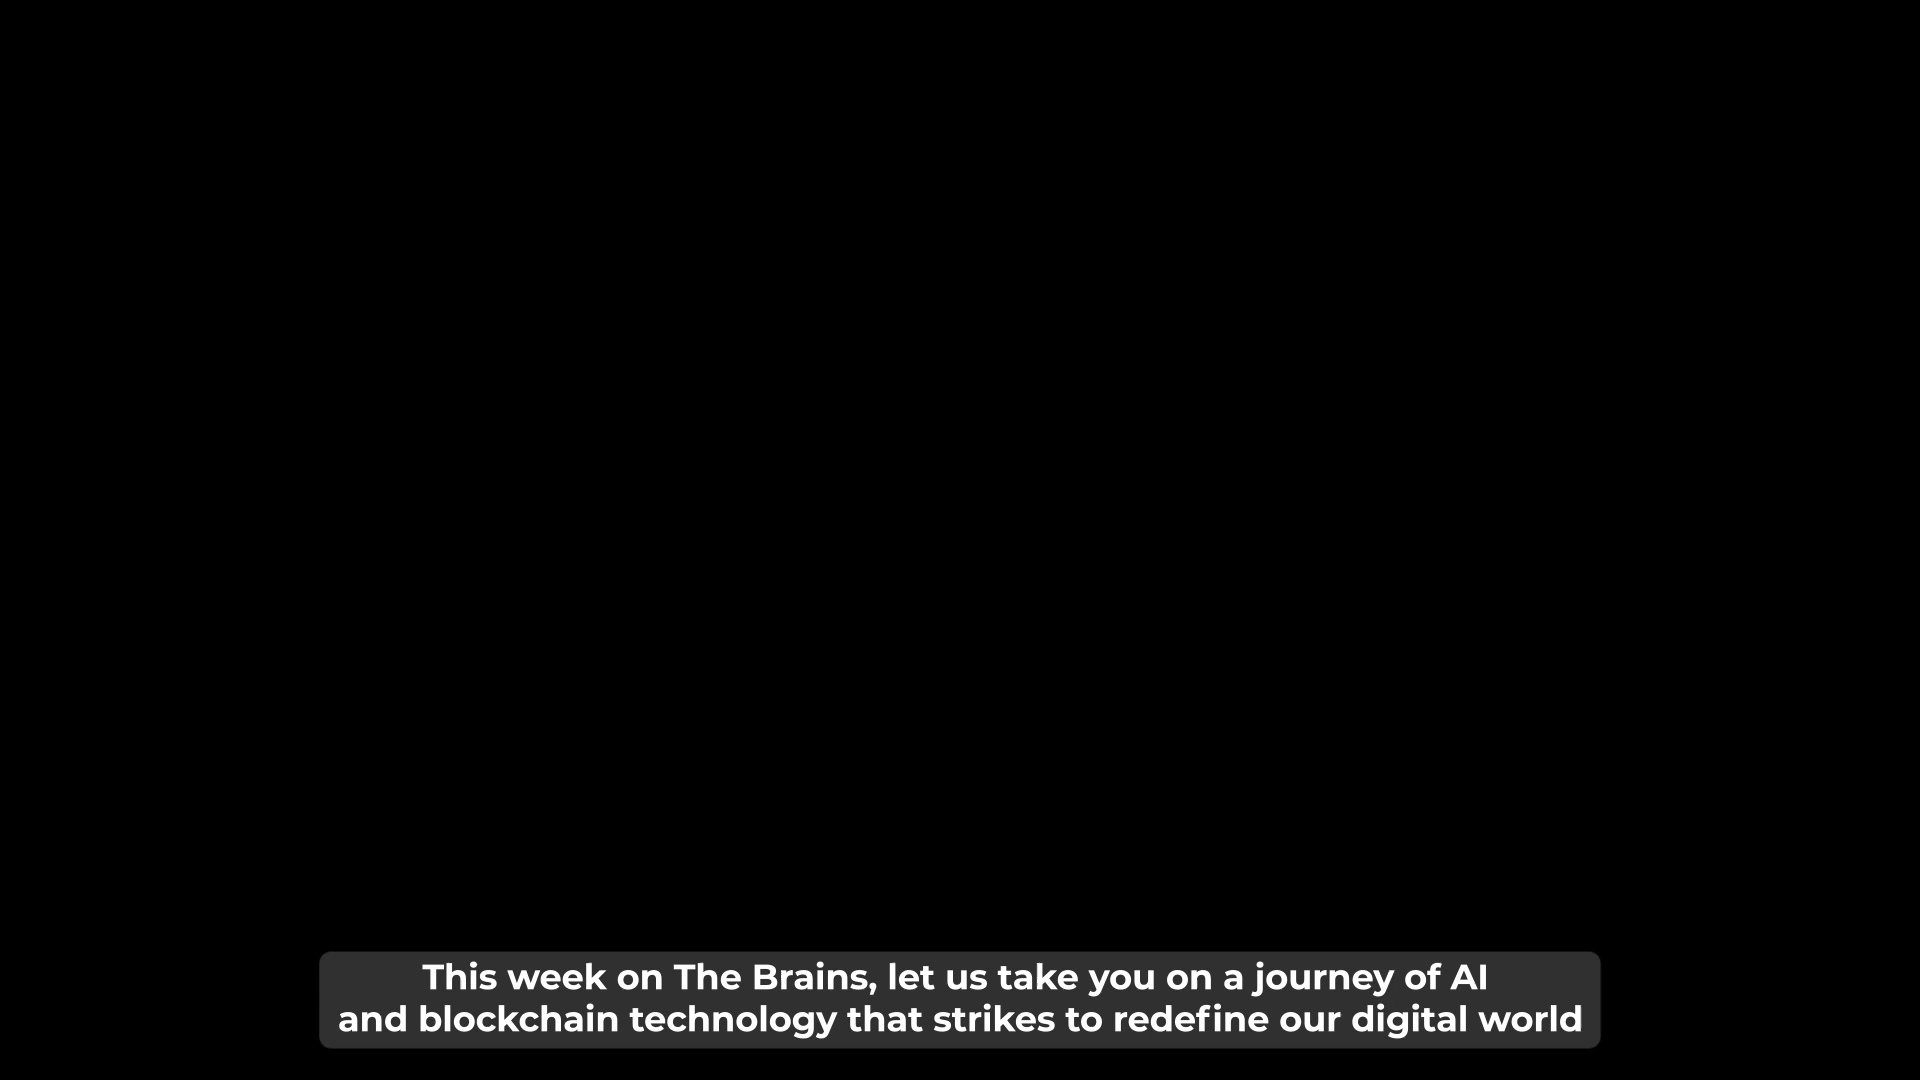 This week on The Brains, let us take you on a journey of AI
and blockchain technology that strikes to redefine our digital world